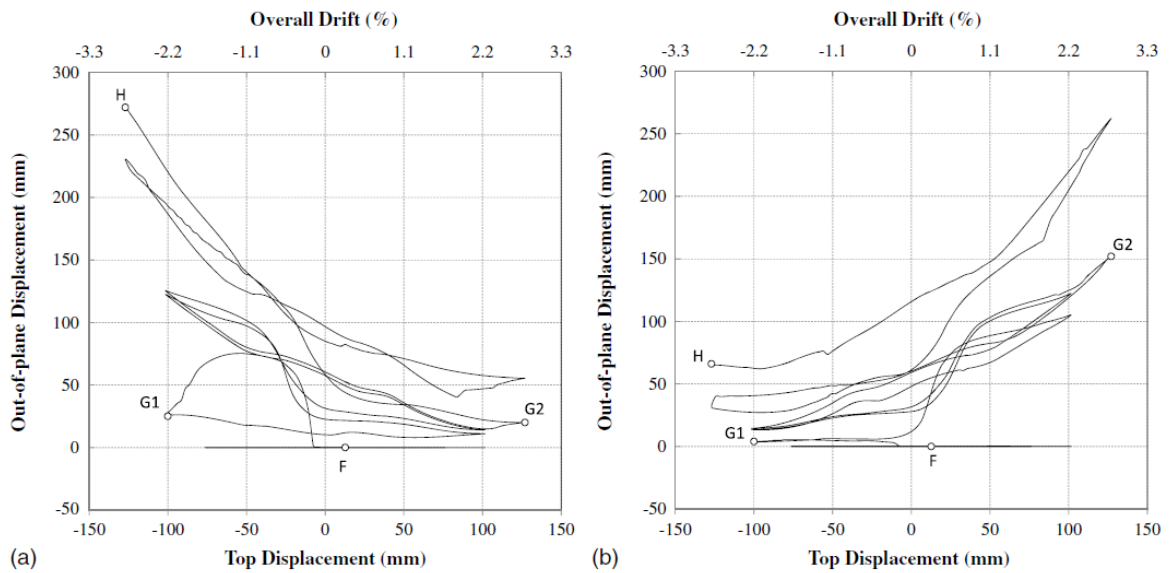 Overall Drift (%)
-3.3 -2.2 -1.1 0 1.1 2.2 3.3
300
250
200
150
100
50
0
-50
Out-of-plane Displacement (mm)
H
G1
G2
F
-150 -100 -50 0 50 100 150
Top Displacement (mm)
(a)
Overall Drift (%)
-3.3 -2.2 -1.1 0 1.1 2.2 3.3
300
250
200
150
100
50
0
-50
Out-of-plane Displacement (mm)
G2
H
G1
F
-150 -100 -50 0 50 100 150
Top Displacement (mm)
(b)